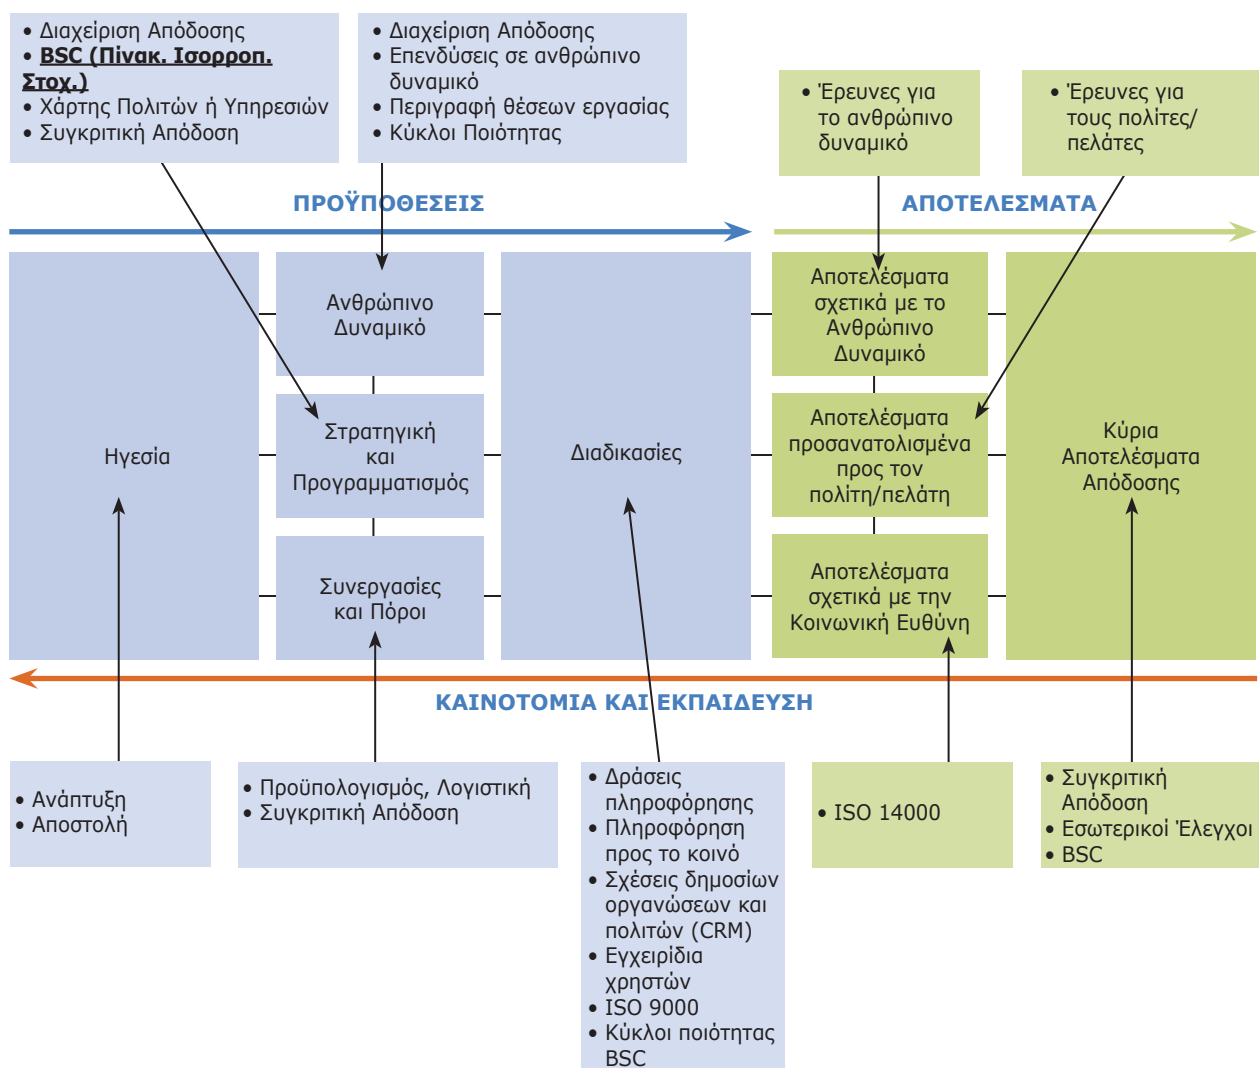 • Διαχείριση Απόδοσης
• BSC (Πίνακ. Ισορροπ.
Στοχ.)
• Χάρτης Πολιτών ή Υπηρεσιών
• Συγκριτική Απόδοση
• Διαχείριση Απόδοσης
• Επενδύσεις σε ανθρώπινο
δυναμικό
• Περιγραφή θέσεων εργασίας
• Κύκλοι Ποιότητας
• Έρευνες για
το ανθρώπινο
δυναμικό
• Έρευνες για
τους πολίτες/
πελάτες
ΠΡΟΫΠΟΘΕΣΕΙΣ
ΑΠΟΤΕΛΕΣΜΑΤΑ
Ηγεσία
Ανθρώπινο
Δυναμικό
Στρατηγική
και
Προγραμματισμός
Συνεργασίες
και Πόροι
Διαδικασίες
Αποτελέσματα
σχετικά με το
Ανθρώπινο
Δυναμικό
Αποτελέσματα
προσανατολισμένα
προς τον
πολίτη/πελάτη
Αποτελέσματα
σχετικά με την
Κοινωνική Ευθύνη
Κύρια
Αποτελέσματα
Απόδοσης
ΚΑΙΝΟΤΟΜΙΑ ΚΑΙ ΕΚΠΑΙΔΕΥΣΗ
• Ανάπτυξη
• Αποστολή
• Προϋπολογισμός, Λογιστική
• Συγκριτική Απόδοση
• Δράσεις
πληροφόρησης
• Πληροφόρηση
προς το κοινό
• Σχέσεις δημοσίων
οργανώσεων και
πολιτών (CRM)
• Εγχειρίδια
χρηστών
• ISO 9000
• Κύκλοι ποιότητας
BSC
• ISO 14000
• Συγκριτική
Απόδοση
• Εσωτερικοί Έλεγχοι
• BSC